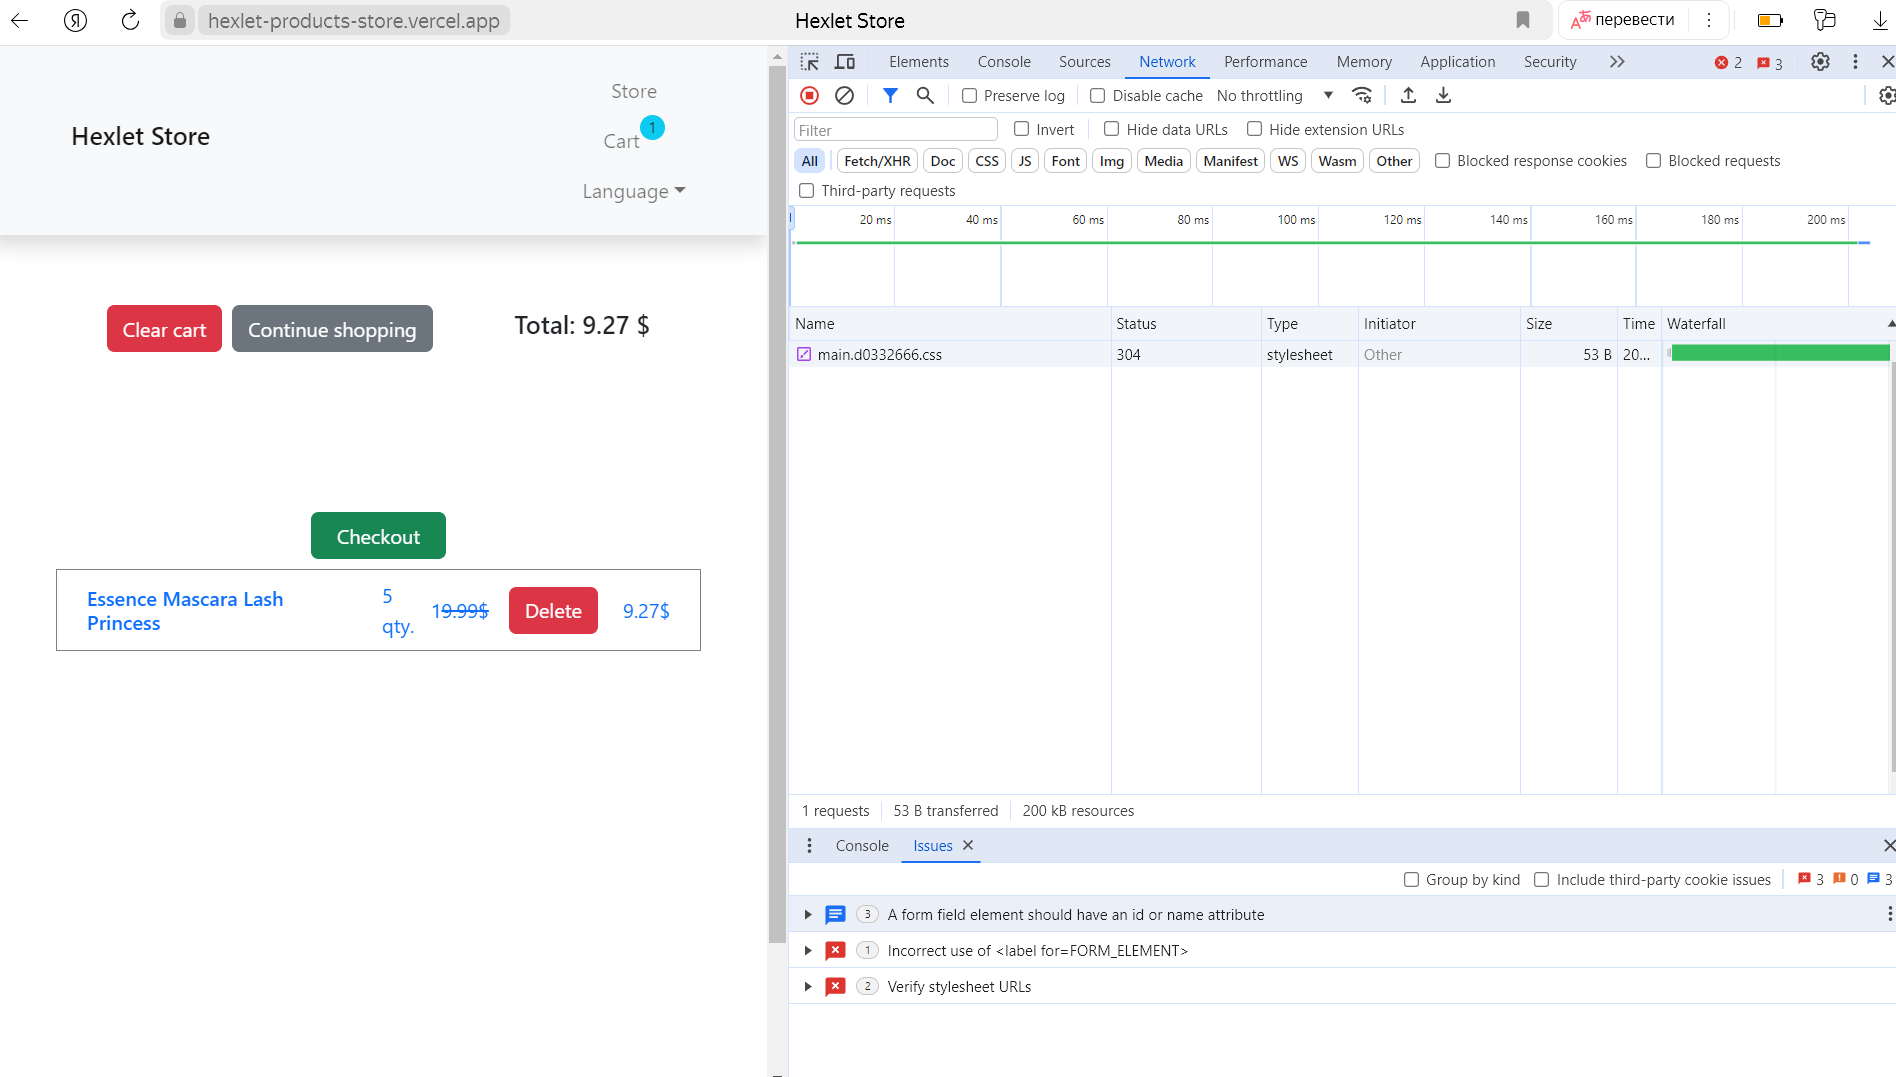 hexlet-products-store.vercel.app
Hexlet Store
перевести
Store
Hexlet Store
Cart
1
Language
Clear cart
Continue shopping
Total: 9.27 $
Checkout
Essence Mascara Lash
Princess
5
qty.
19.99$
Delete
9.27$
Elements
Console
Sources
Network
Performance
Memory
Application
Security
2
3
Preserve log
Disable cache
No throttling
Filter
Invert
Hide data URLs
Hide extension URLs
All
Fetch/XHR
Doc
CSS
JS
Font
Img
Media
Manifest
WS
Wasm
Other
Blocked response cookies
Blocked requests
Third-party requests
20 ms
40 ms
60 ms
80 ms
100 ms
120 ms
140 ms
160 ms
180 ms
200 ms
Name
Status
Type
Initiator
Size
Time
Waterfall
main.d0332666.css
304
stylesheet
Other
53 B
20...
1 requests
53 B transferred
200 kB resources
Console
Issues
Group by kind
Include third-party cookie issues
3
0
3
3
A form field element should have an id or name attribute
1
Incorrect use of <label for=FORM_ELEMENT>
2
Verify stylesheet URLs